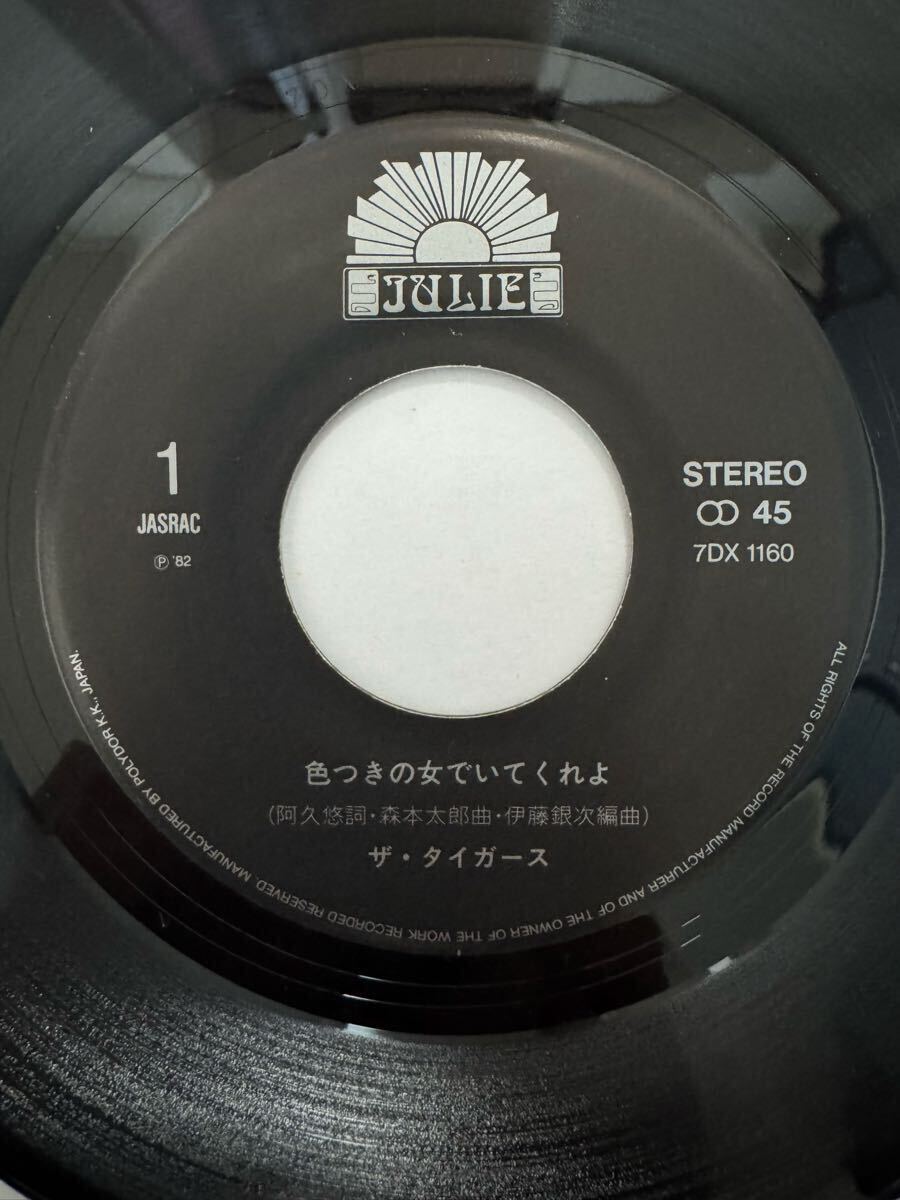 JULIE
1
JASRAC
Ⓟ '82
STEREO
45
7DX 1160
色つきの女でいてくれよ
(阿久悠詞・森本太郎曲・伊藤銀次編曲)
ザ・タイガース
ALL RIGHTS OF THE RECORD MANUFACTURER AND OF THE OWNER OF THE WORK RECORDED RESERVED. MANUFACTURED BY POLYDOR K.K., JAPAN.